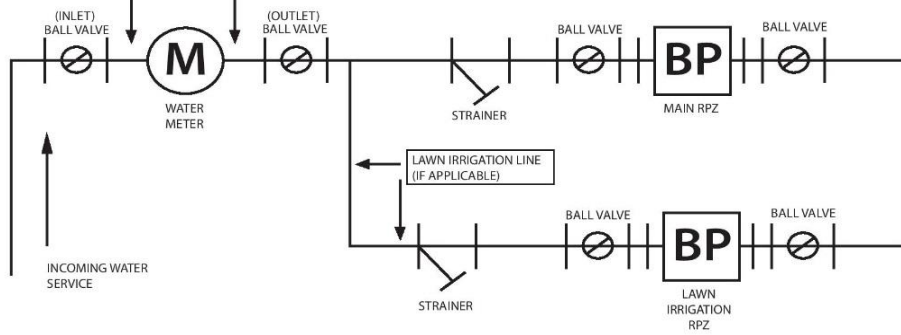 (INLET)
BALL VALVE
(OUTLET)
BALL VALVE
M
WATER
METER
STRAINER
BALL VALVE
BP
MAIN RPZ
BALL VALVE
LAWN IRRIGATION LINE
(IF APPLICABLE)
INCOMING WATER
SERVICE
STRAINER
BALL VALVE
BP
LAWN
IRRIGATION
RPZ
BALL VALVE